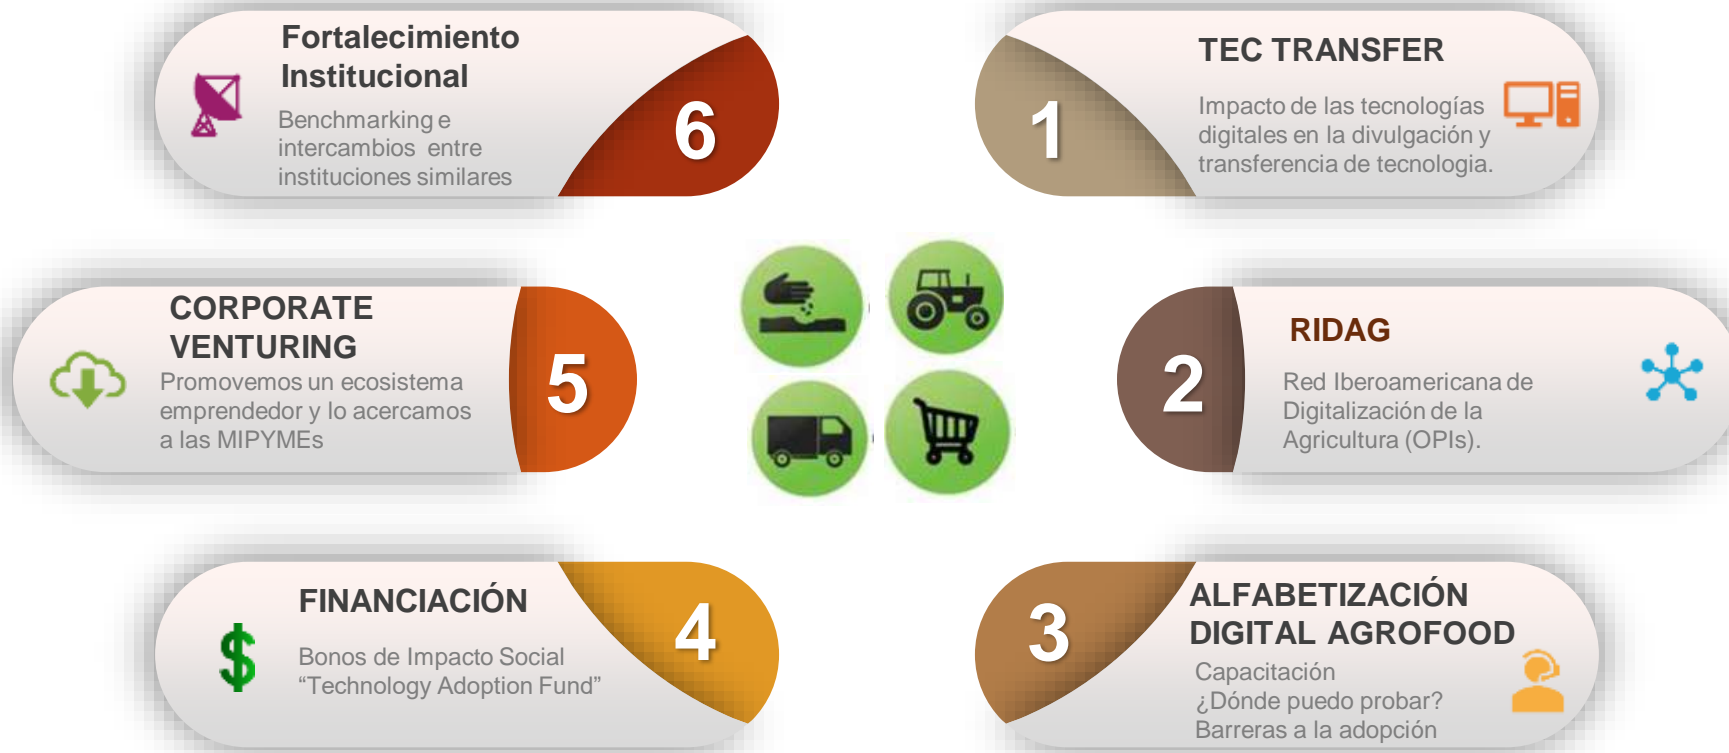 Fortalecimiento
Institucional
Benchmarking e
intercambios entre
instituciones similares
6
1
TEC TRANSFER
Impacto de las tecnologías
digitales en la divulgación y
transferencia de tecnologia.
CORPORATE
VENTURING
Promovemos un ecosistema
emprendedor y lo acercamos
a las MIPYMEs
5
2
RIDAG
Red Iberoamericana de
Digitalización de la
Agricultura (OPIs).
FINANCIACIÓN
Bonos de Impacto Social
“Technology Adoption Fund”
4
3
ALFABETIZACIÓN
DIGITAL AGROFOOD
Capacitación
¿Dónde puedo probar?
Barreras a la adopción
$